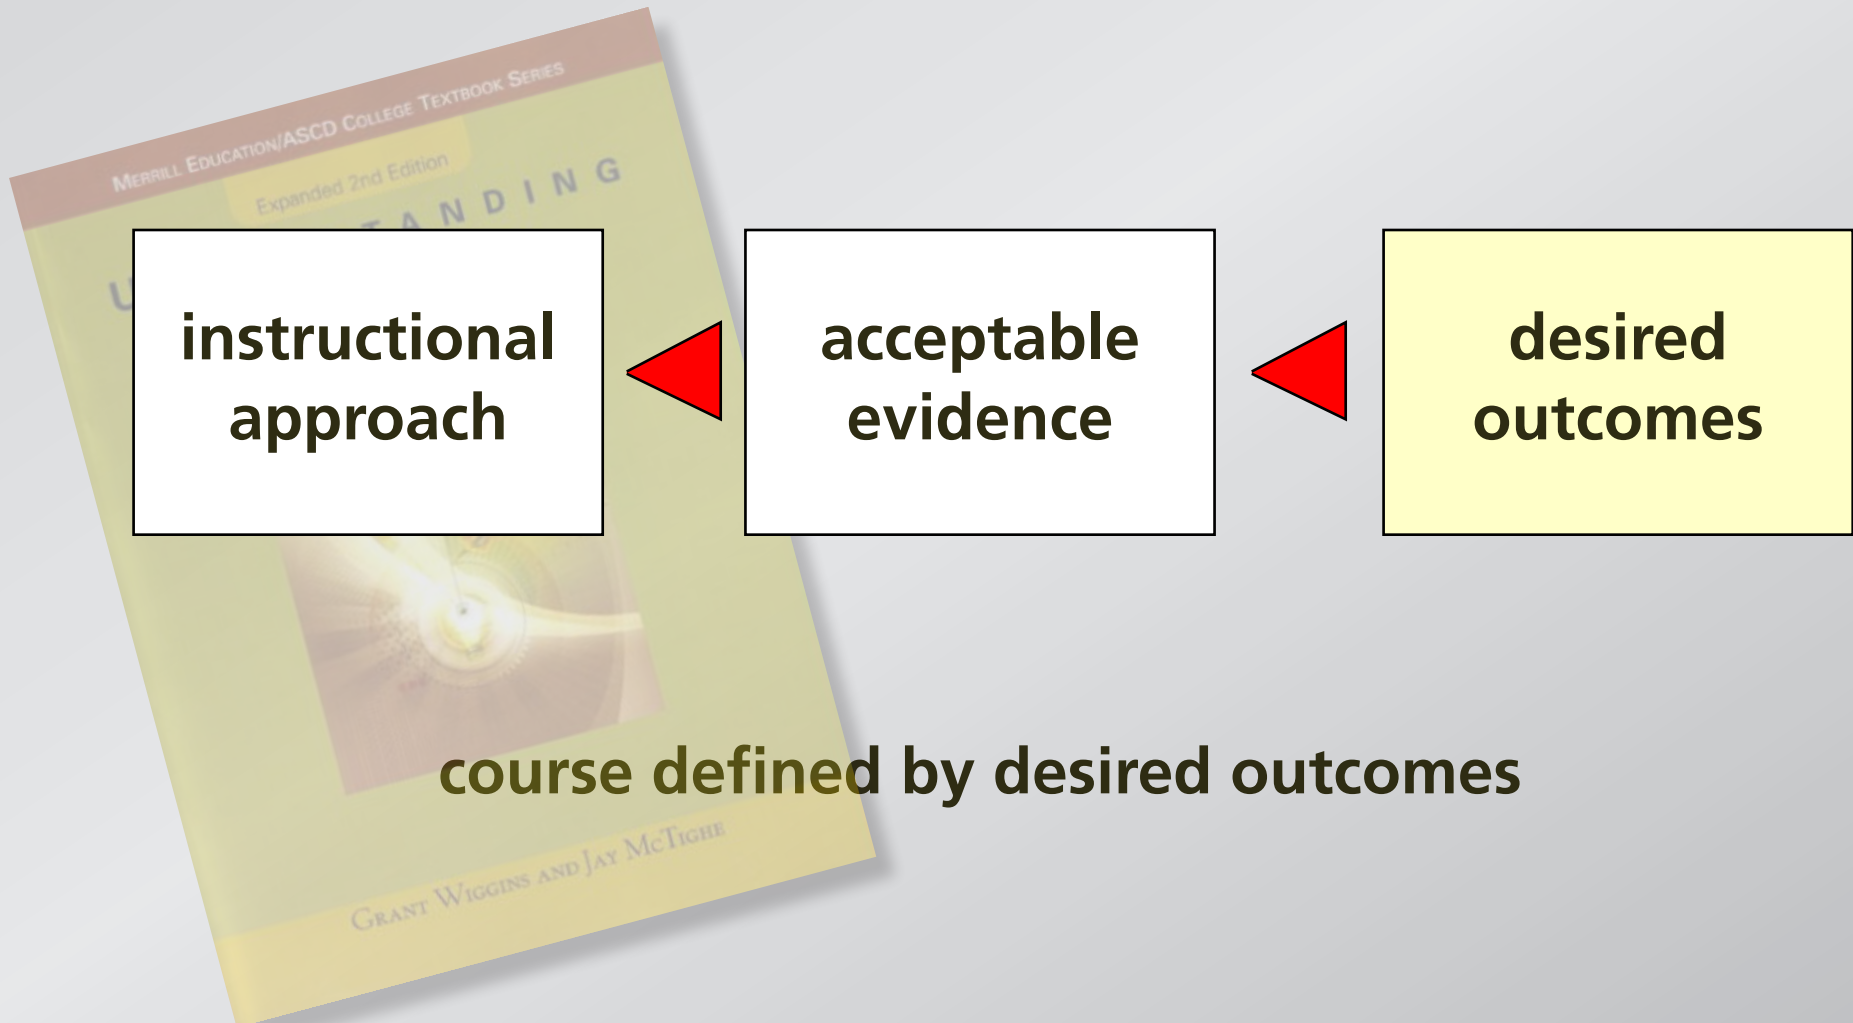 MERRILL EDUCATION/ASCD COLLEGE TEXTBOOK SERIES
Expanded 2nd Edition
instructional
approach
acceptable
evidence
desired
outcomes
course defined by desired outcomes
GRANT WIGGINS AND JAY MCTIGHE